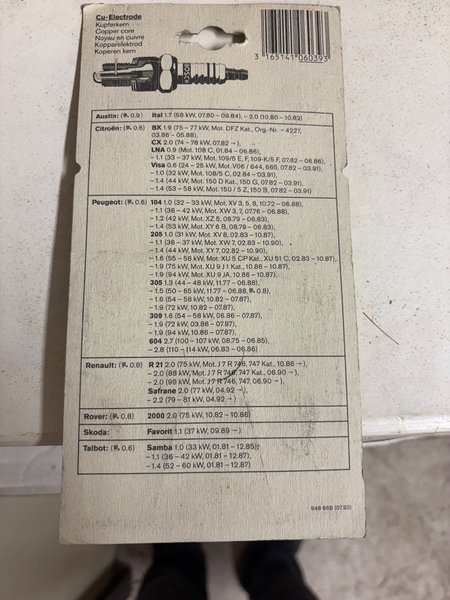 Cu-Electrode
Kupferkern
Copper core
Noyau en cuivre
Kopparelektrod
Koperen kern
BOSCH
3 165141 060393
Austin: (0.9) Ital 1.7 (58 kW, 07.80 – 09.84), – 2.0 (10.80 – 10.82)
Citroën: (0.6) BX 1.9 (75 – 77 kW, Mot. DFZ Kat., Org.-Nr. → 4227,
03.86 – 05.88),
CX 2.0 (74 – 78 kW, 07.82 → )
LNA 0.9 (Mot. 108 C, 01.84 – 06.86),
– 1.1 (33 – 37 kW, Mot. 109/5 E, F, 109-K/5 F, 07.82 – 06.86)
Visa 0.6 (24 – 25 kW, Mot. V06 / 644, 665, 07.82 – 03.91)
– 1.0 (32 kW, Mot. 108/5 C, 02.84 – 03.91)
– 1.4 (44 kW, Mot. 150 D Kat., 150 G, 07.82 – 03.91)
– 1.4 (53 – 58 kW, Mot. 150 / 5 Z, 150 B, 07.82 – 03.91)
Peugeot: (0.6) 104 1.0 (32 – 33 kW, Mot. XV 3, 5, 8, 10.72 – 06.88),
– 1.1 (36 – 42 kW, Mot. XW 3, 7, 07.76 – 06.88),
– 1.2 (42 kW, Mot. XZ 5, 08.79 – 06.83),
– 1.4 (53 kW, Mot. XY 6 B, 08.79 – 06.83)
205 1.0 (31 kW, Mot. XV 8, 02.83 – 10.87),
– 1.1 (36 – 37 kW, Mot. XW 7, 02.83 – 10.90),
– 1.4 (44 kW, Mot. XY 7, 02.82 – 10.90),
– 1.6 (55 – 58 kW, Mot. XU 5 CP Kat., XU 51 C, 02.83 – 10.87),
– 1.9 (75 kW, Mot. XU 9 J 1 Kat., 10.86 – 10.87),
– 1.9 (94 kW, Mot. XU 9 JA, 10.86 – 10.87)
305 1.3 (44 – 48 kW, 11.77 – 06.88),
– 1.5 (50 – 65 kW, 11.77 – 06.88, 0.8),
– 1.6 (54 – 58 kW, 10.82 – 07.87),
– 1.9 (72 kW, 10.82 – 07.87)
309 1.6 (54 – 58 kW, 06.86 – 07.87),
– 1.9 (72 kW, 03.86 – 07.87),
– 1.9 (94 kW, 10.86 – 07.87)
604 2.7 (100 – 107 kW, 08.75 – 06.85),
– 2.8 (110 – 114 kW, 06.83 – 06.86)
Renault: (0.8) R 21 2.0 (75 kW, Mot. J 7 R 746, 747 Kat., 10.86 → ),
– 2.0 (88 kW, Mot. J 7 R 746, 747 Kat., 06.90 → ),
– 2.0 (99 kW, Mot. J 7 R 746, 747, 06.90 → ),
Safrane 2.0 (77 kW, 04.92 → ),
– 2.2 (79 – 81 kW, 04.92 → )
Rover: (0.8) 2000 2.0 (75 kW, 10.82 – 10.86)
Skoda: Favorit 1.1 (37 kW, 09.89 → )
Talbot: (0.6) Samba 1.0 (33 kW, 01.81 – 12.85)
– 1.1 (36 – 42 kW, 01.81 – 12.87),
– 1.4 (52 – 60 kW, 01.81 – 12.87)
948 668 (07.93)